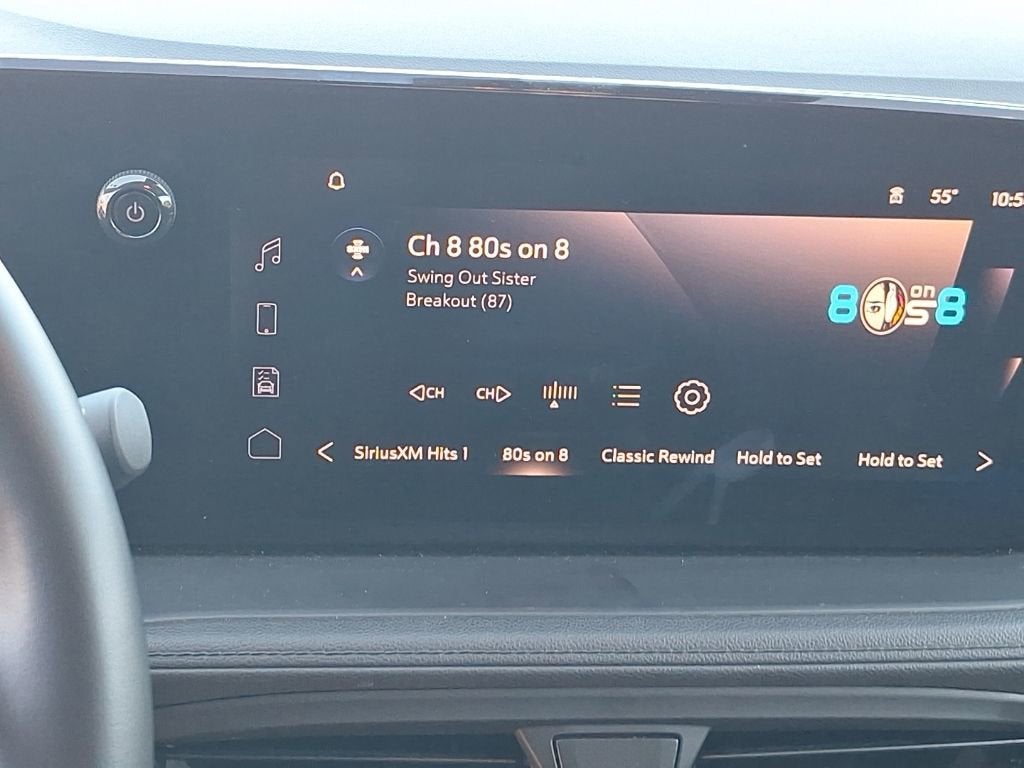 55°
Ch 8 80s on 8
Swing Out Sister
Breakout (87)
80s on 8
CH
CH
SiriusXM Hits 1
80s on 8
Classic Rewind
Hold to Set
Hold to Set